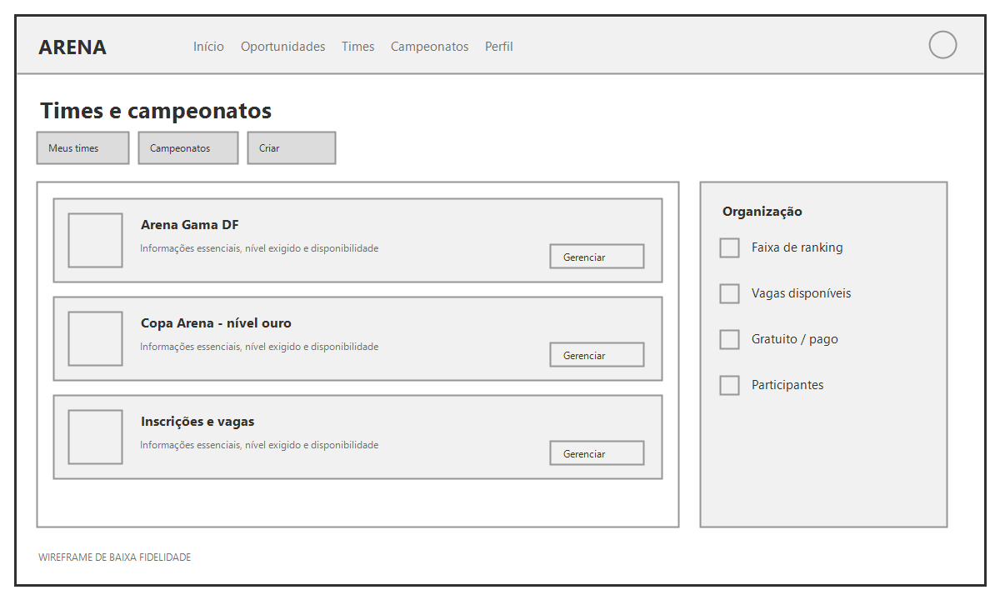 ARENA
Início Oportunidades Times Campeonatos Perfil
Times e campeonatos
Meus times Campeonatos Criar
Arena Gama DF
Informações essenciais, nível exigido e disponibilidade
Gerenciar
Copa Arena - nível ouro
Informações essenciais, nível exigido e disponibilidade
Gerenciar
Inscrições e vagas
Informações essenciais, nível exigido e disponibilidade
Gerenciar
Organização
Faixa de ranking
Vagas disponíveis
Gratuito / pago
Participantes
WIREFRAME DE BAIXA FIDELIDADE